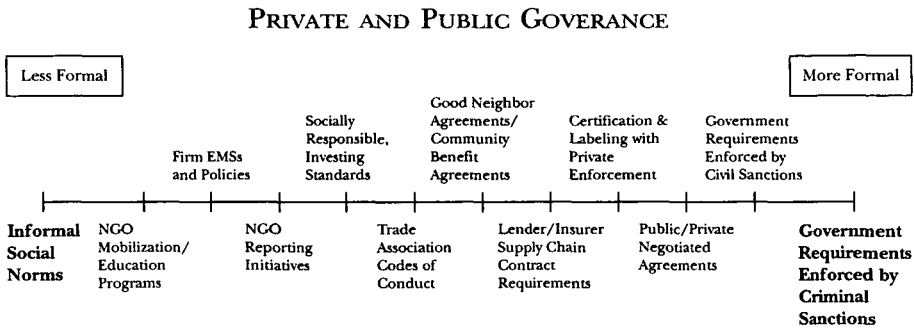 PRIVATE AND PUBLIC GOVERANCE
Less Formal
More Formal
Firm EMSs
and Policies
Socially
Responsible,
Investing
Standards
Good Neighbor
Agreements/
Community
Benefit
Agreements
Certification &
Labeling with
Private
Enforcement
Government
Requirements
Enforced by
Civil Sanctions
Informal
Social
Norms
NGO
Mobilization/
Education
Programs
NGO
Reporting
Initiatives
Trade
Association
Codes of
Conduct
Lender/Insurer
Supply Chain
Contract
Requirements
Public/Private
Negotiated
Agreements
Government
Requirements
Enforced by
Criminal
Sanctions